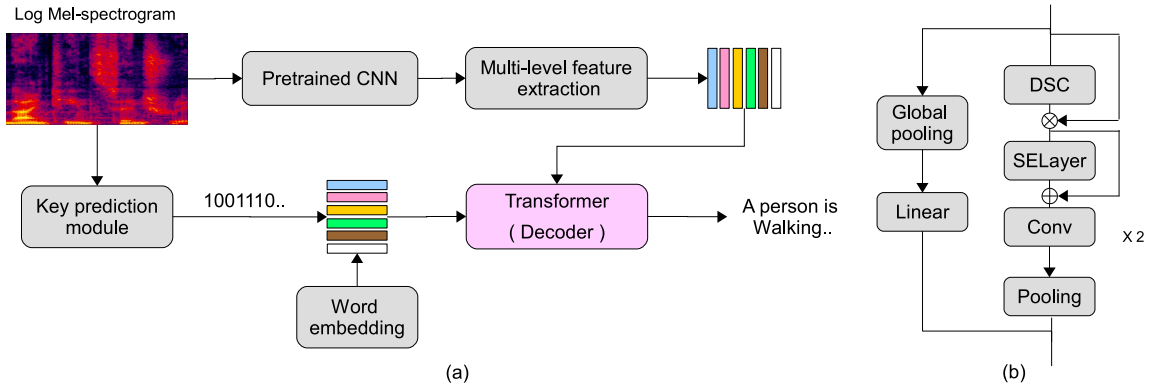 Log Mel-spectrogram
Pretrained CNN
Multi-level feature
extraction
Key prediction
module
1001110..
Word
embedding
Transformer
( Decoder )
A person is
Walking..
(a)
Global
pooling
Linear
DSC
SELayer
Conv
Pooling
X 2
(b)